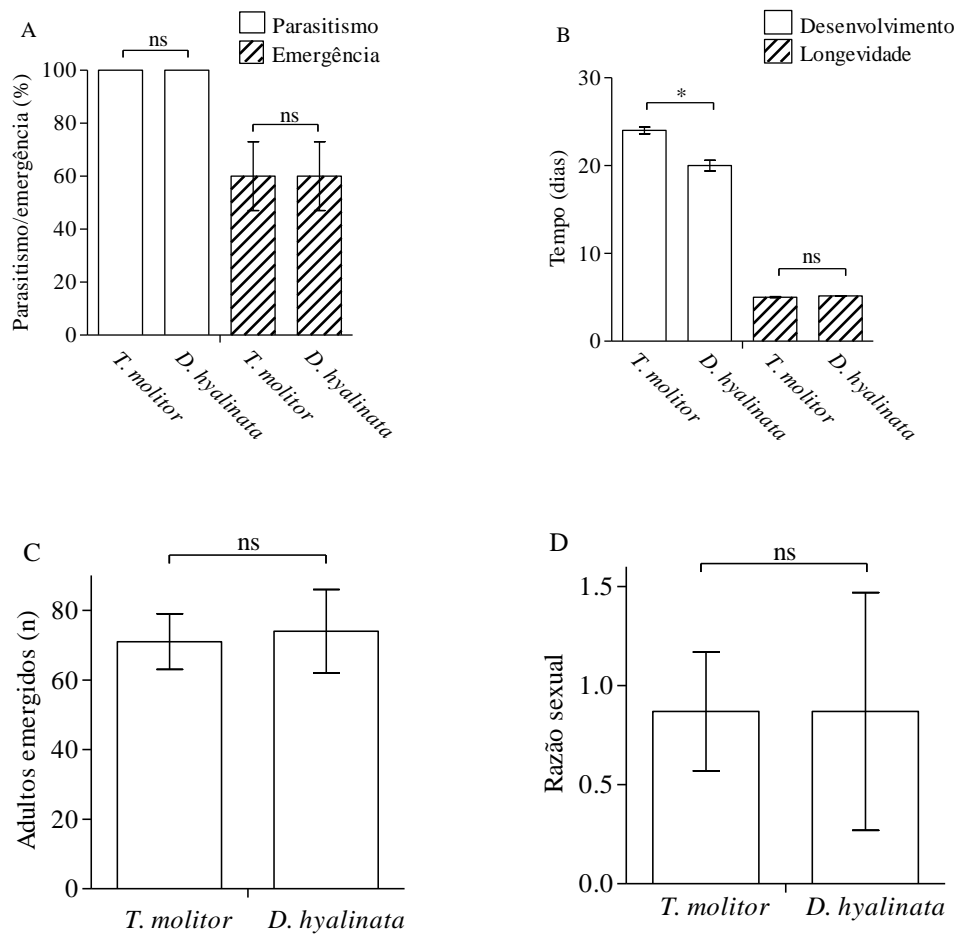 A
Parasitismo
Emergência
ns
ns
Parasitismo/emergência (%)
100
80
60
40
20
0
T. molitor
D. hyalinata
T. molitor
D. hyalinata
B
Desenvolvimento
Longevidade
*
ns
Tempo (dias)
30
20
10
0
T. molitor
D. hyalinata
T. molitor
D. hyalinata
C
ns
Adultos emergidos (n)
80
60
40
20
0
T. molitor
D. hyalinata
D
ns
Razão sexual
1.5
1.0
0.5
0.0
T. molitor
D. hyalinata